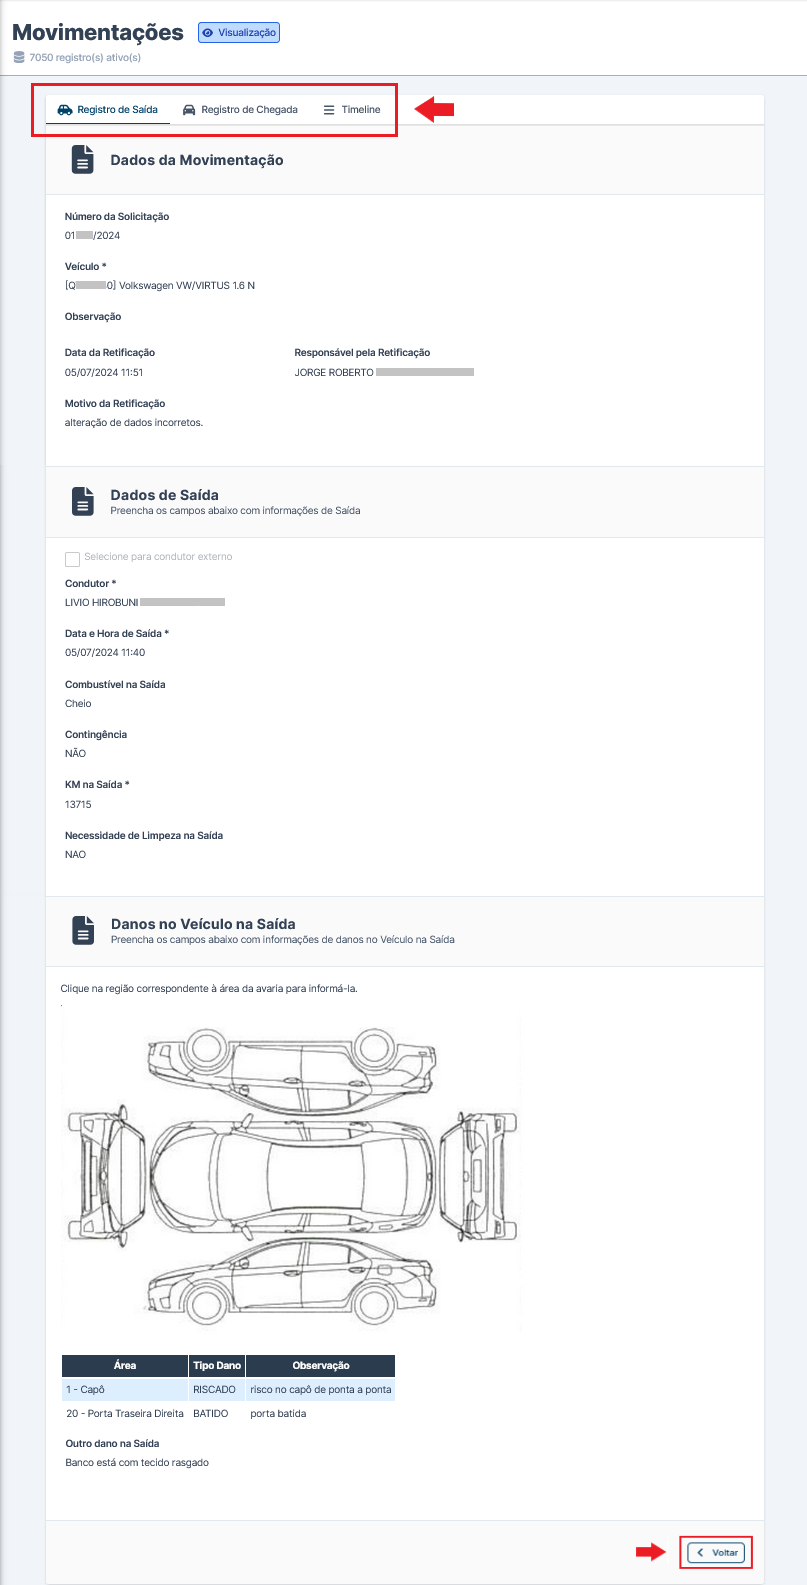 Movimentações Visualização
7050 registro(s) ativo(s)
Registro de Saída Registro de Chegada Timeline
Dados da Movimentação
Número da Solicitação
01 /2024
Veículo *
[Q 0] Volkswagen VW/VIRTUS 1.6 N
Observação
Data da Retificação Responsável pela Retificação
05/07/2024 11:51 JORGE ROBERTO
Motivo da Retificação
alteração de dados incorretos.
Dados de Saída
Preencha os campos abaixo com informações de Saída
Selecione para condutor externo
Condutor *
LIVIO HIROBUNI
Data e Hora de Saída *
05/07/2024 11:40
Combustível na Saída
Cheio
Contingência
NÃO
KM na Saída *
13715
Necessidade de Limpeza na Saída
NAO
Danos no Veículo na Saída
Preencha os campos abaixo com informações de danos no Veículo na Saída
Clique na região correspondente à área da avaria para informá-la.
.
Área Tipo Dano Observação
1 - Capô RISCADO risco no capô de ponta a ponta
20 - Porta Traseira Direita BATIDO porta batida
Outro dano na Saída
Banco está com tecido rasgado
Voltar